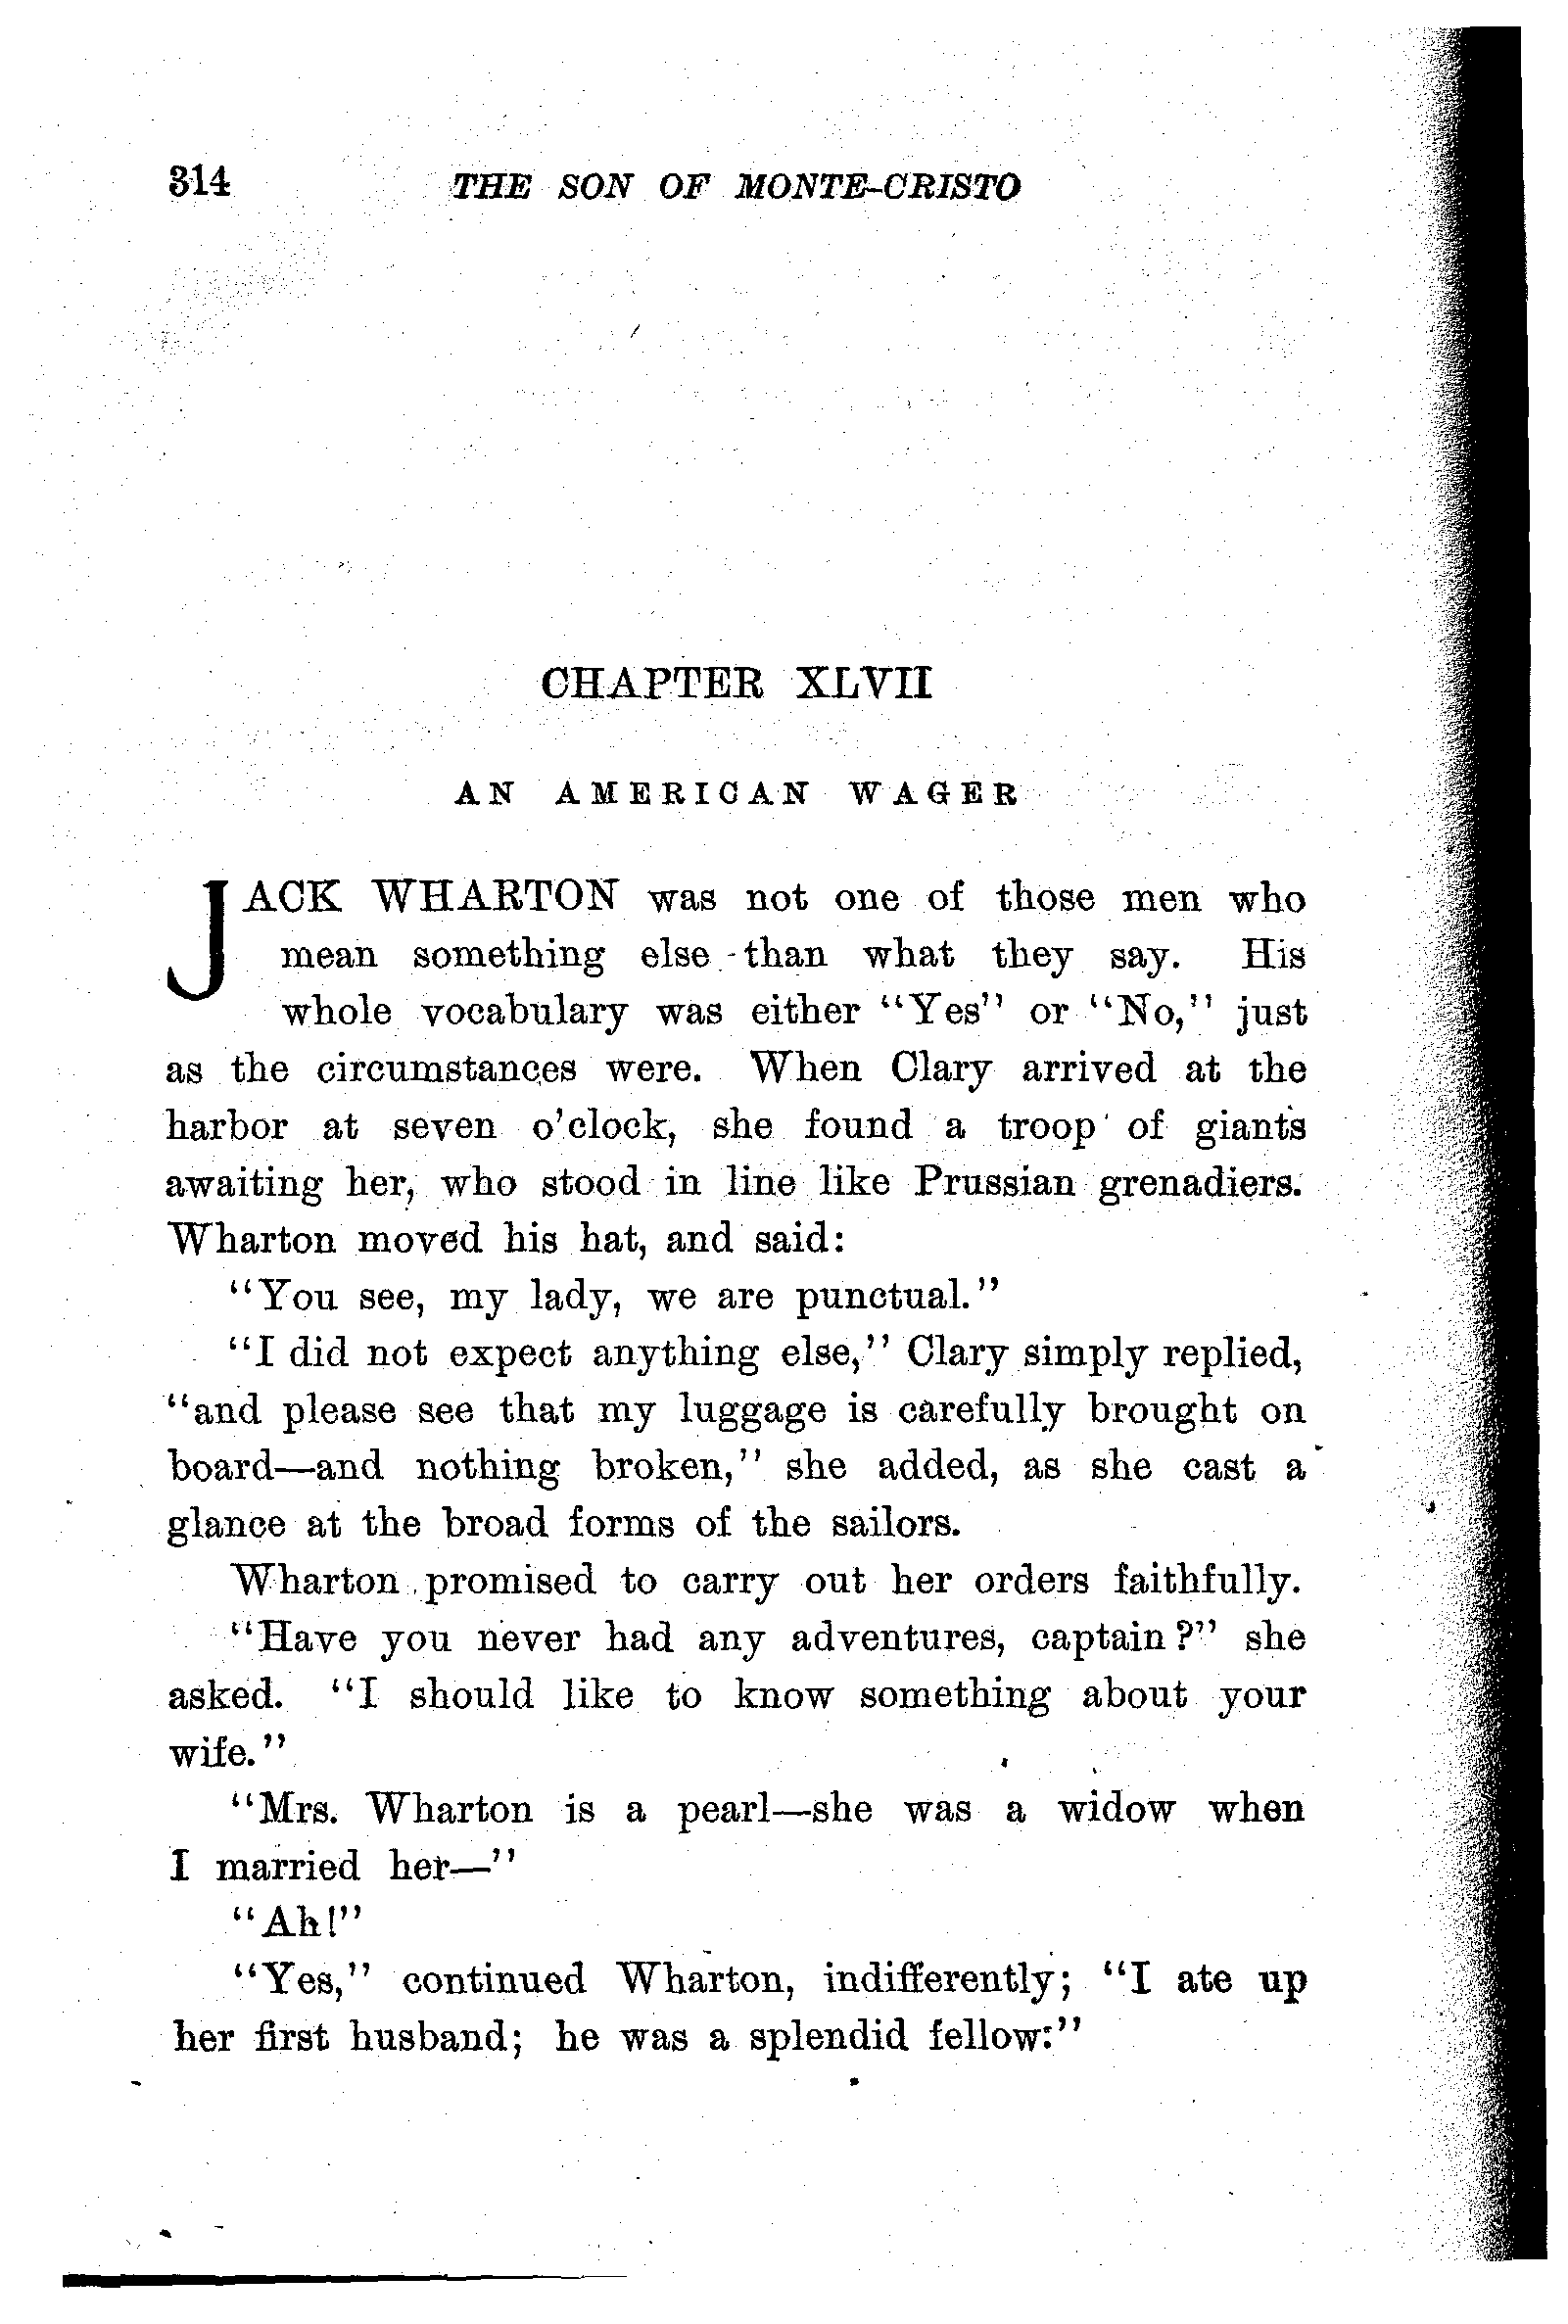 314 THE SON OF MONTE-CRISTO
CHAPTER XLVII
AN AMERICAN WAGER
JACK WHARTON was not one of those men who
mean something else than what they say. His
whole vocabulary was either "Yes" or "No," just
as the circumstances were. When Clary arrived at the
harbor at seven o'clock, she found a troop of giants
awaiting her, who stood in line like Prussian grenadiers.
Wharton moved his hat, and said:
"You see, my lady, we are punctual."
"I did not expect anything else," Clary simply replied,
"and please see that my luggage is carefully brought on
board—and nothing broken," she added, as she cast a
glance at the broad forms of the sailors.
Wharton promised to carry out her orders faithfully.
"Have you never had any adventures, captain?" she
asked. "I should like to know something about your
wife."
"Mrs. Wharton is a pearl—she was a widow when
I married her—"
"Ah!"
"Yes," continued Wharton, indifferently; "I ate up
her first husband; he was a splendid fellow:"